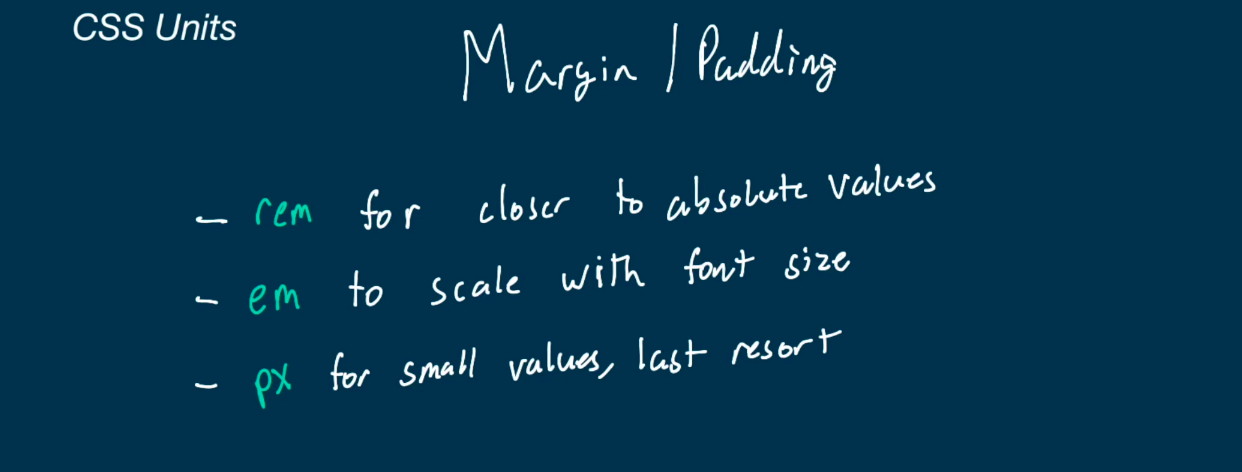 CSS Units
Margin / Padding
- rem for closer to absolute values
- em to scale with font size
- px for small values, last resort